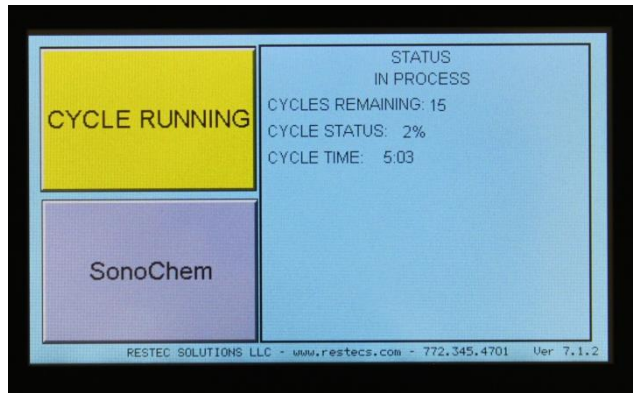 CYCLE RUNNING
SonoChem
STATUS
IN PROCESS
CYCLES REMAINING: 15
CYCLE STATUS: 2%
CYCLE TIME: 5:03
RESTEC SOLUTIONS LLC - www.restecs.com - 772.345.4701 Ver 7.1.2